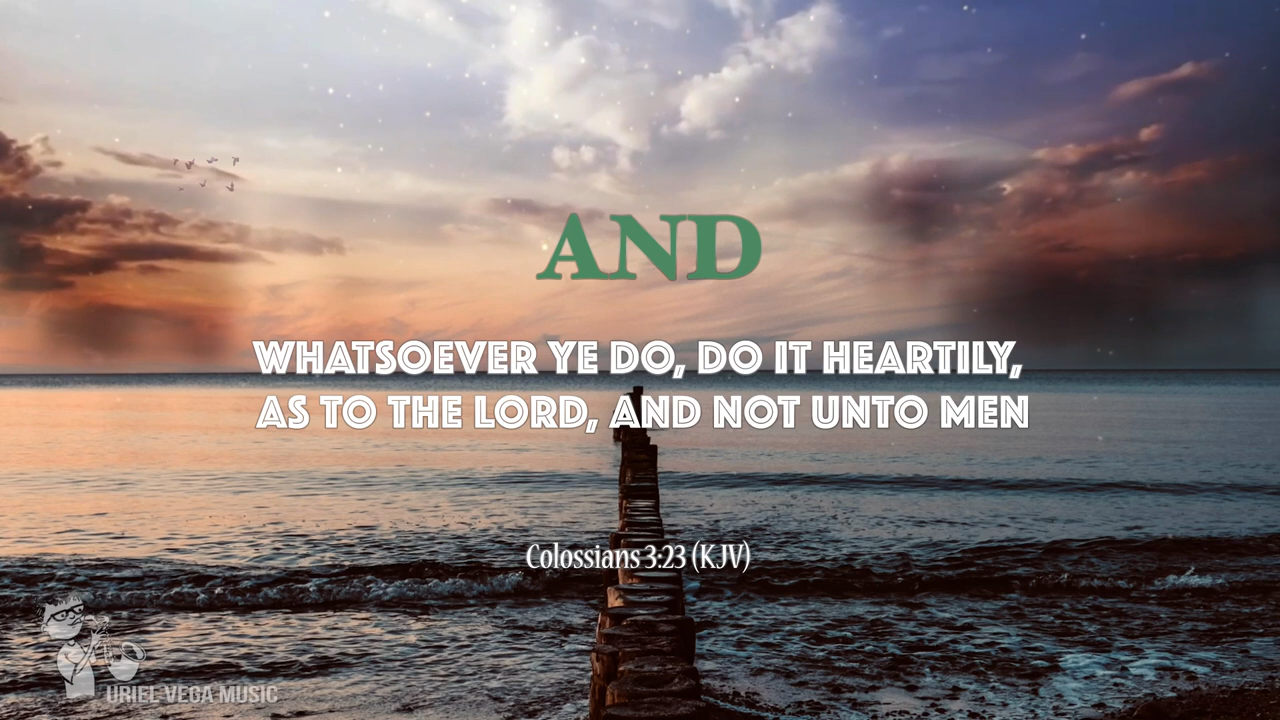 AND
WHATSOEVER YE DO, DO IT HEARTILY,
AS TO THE LORD, AND NOT UNTO MEN
Colossians 3:23 (KJV)
URIEL VEGA MUSIC